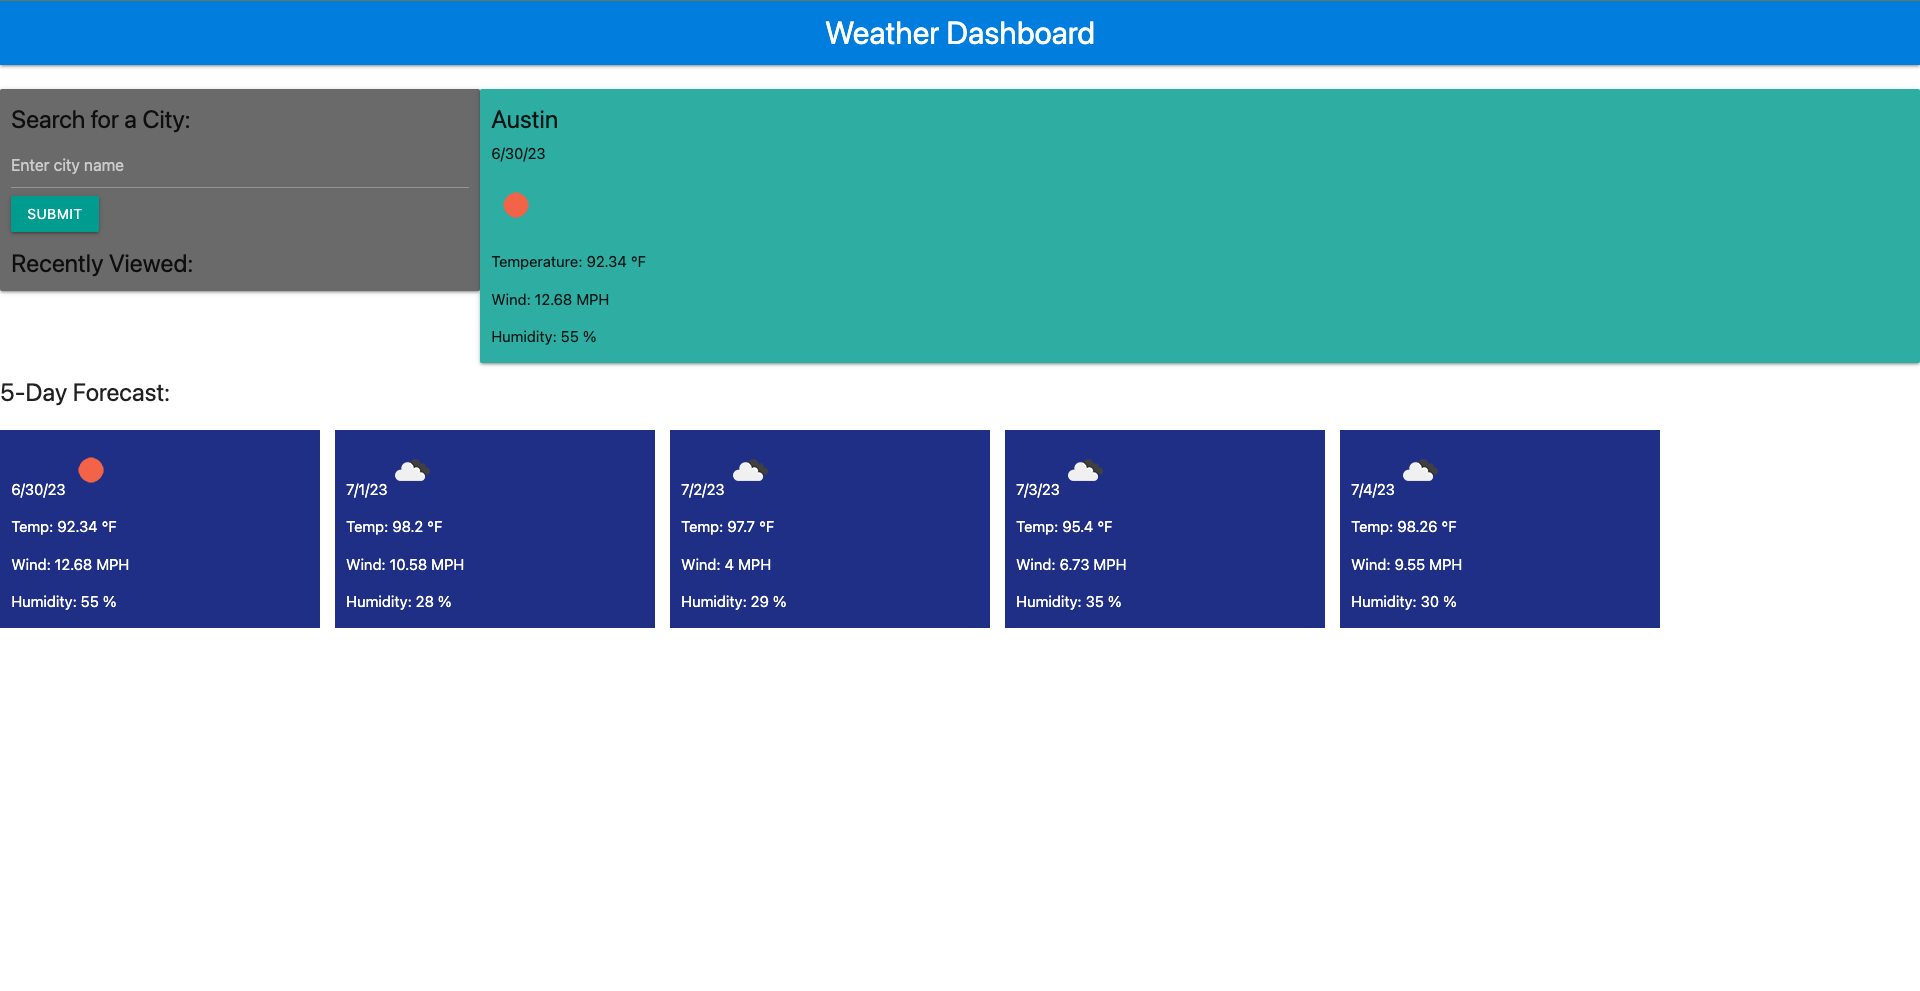 Weather Dashboard
Search for a City:
Enter city name
SUBMIT
Recently Viewed:
Austin
6/30/23
Temperature: 92.34 °F
Wind: 12.68 MPH
Humidity: 55 %
5-Day Forecast:
6/30/23
Temp: 92.34 °F
Wind: 12.68 MPH
Humidity: 55 %
7/1/23
Temp: 98.2 °F
Wind: 10.58 MPH
Humidity: 28 %
7/2/23
Temp: 97.7 °F
Wind: 4 MPH
Humidity: 29 %
7/3/23
Temp: 95.4 °F
Wind: 6.73 MPH
Humidity: 35 %
7/4/23
Temp: 98.26 °F
Wind: 9.55 MPH
Humidity: 30 %